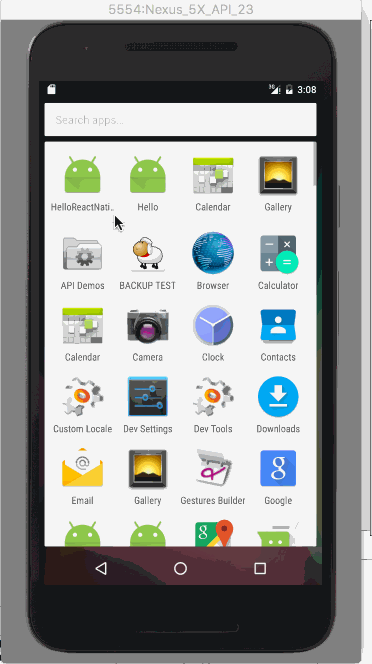 5554:Nexus_5X_API_23
3G 3:08
Search apps...
HelloReactNati..
Hello
Calendar
Gallery
API Demos
BACKUP TEST
Browser
Calculator
Calendar
Camera
Clock
Contacts
Custom Locale
Dev Settings
Dev Tools
Downloads
Email
Gallery
Gestures Builder
Google